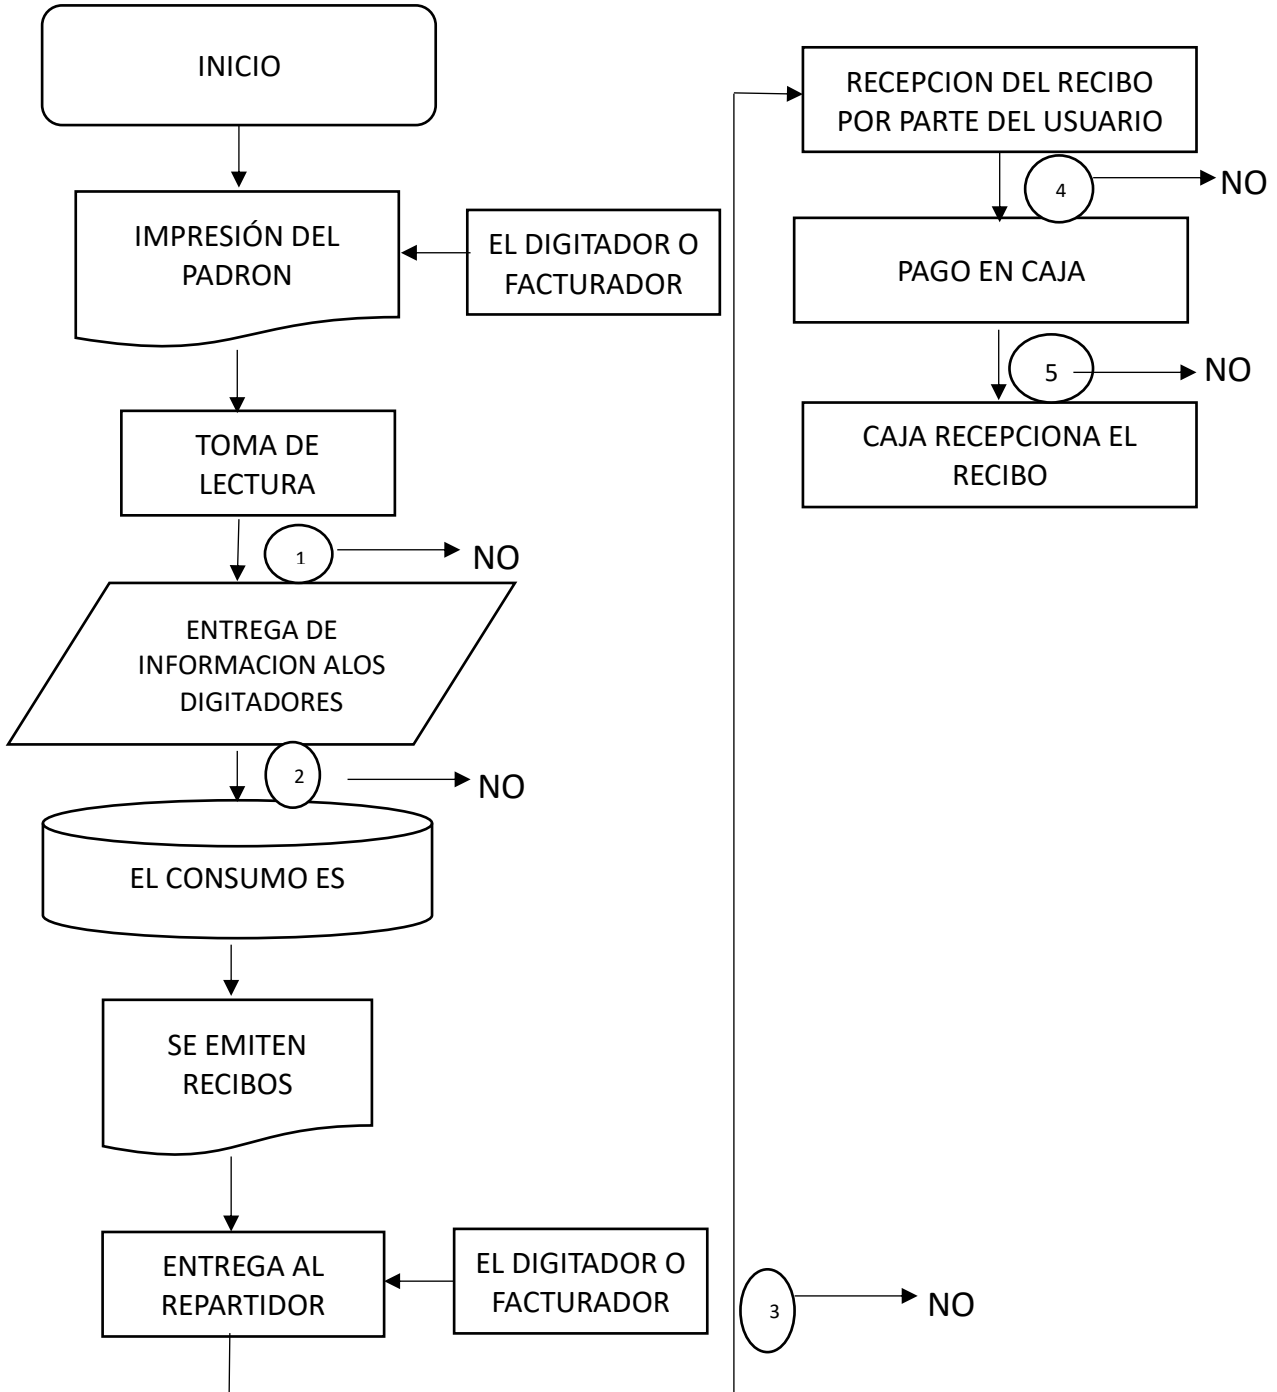 INICIO
IMPRESIÓN DEL
PADRON
EL DIGITADOR O
FACTURADOR
TOMA DE
LECTURA
1
NO
ENTREGA DE
INFORMACION ALOS
DIGITADORES
2
NO
EL CONSUMO ES
SE EMITEN
RECIBOS
ENTREGA AL
REPARTIDOR
EL DIGITADOR O
FACTURADOR
3
NO
RECEPCION DEL RECIBO
POR PARTE DEL USUARIO
4
NO
PAGO EN CAJA
5
NO
CAJA RECEPCIONA EL
RECIBO